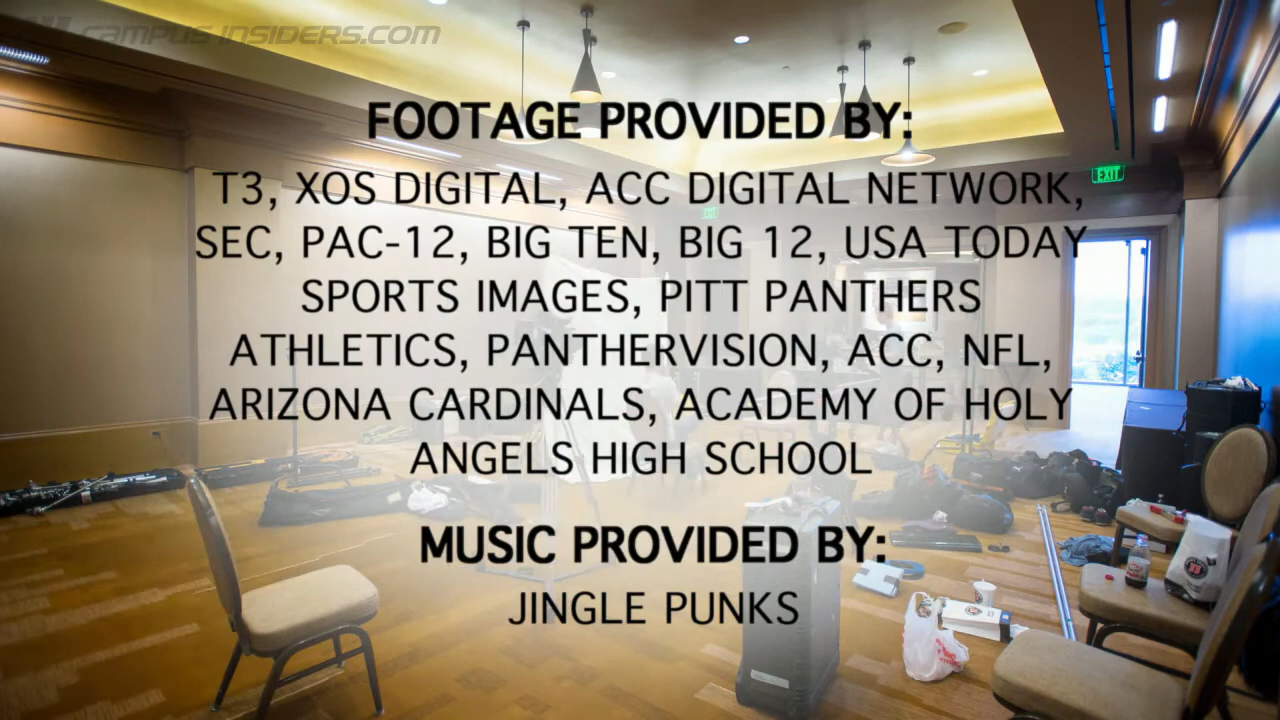 CAMPUS INSIDERS.COM
FOOTAGE PROVIDED BY:
T3, XOS DIGITAL, ACC DIGITAL NETWORK,
SEC, PAC-12, BIG TEN, BIG 12, USA TODAY
SPORTS IMAGES, PITT PANTHERS
ATHLETICS, PANTHERVISION, ACC, NFL,
ARIZONA CARDINALS, ACADEMY OF HOLY
ANGELS HIGH SCHOOL
EXIT
MUSIC PROVIDED BY:
JINGLE PUNKS